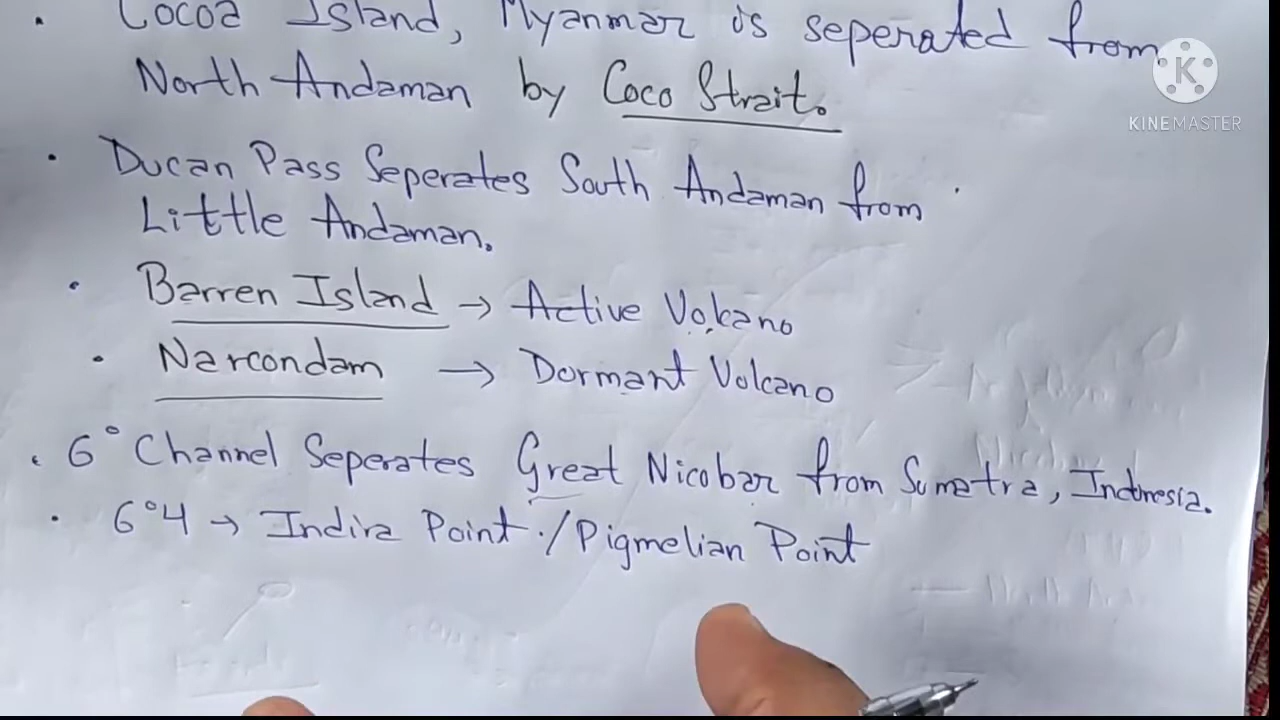 Cocoa Island, Myanmar is seperated from
North Andaman by Coco Strait.
K
KINEMASTER
Ducan Pass Seperates South Andaman from
Little Andaman.
Barren Island → Active Volcano
Narcondam → Dormant Volcano
6° Channel Seperates Great Nicobar from Sumatra, Indonesia.
6°4 → Indira Point./Pigmelian Point